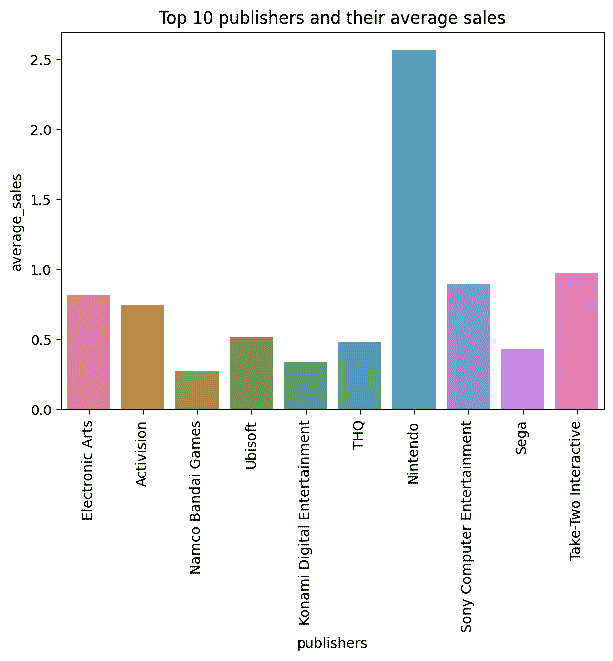 Top 10 publishers and their average sales
average_sales
2.5
2.0
1.5
1.0
0.5
0.0
Electronic Arts
Activision
Namco Bandai Games
Ubisoft
Konami Digital Entertainment
THQ
Nintendo
Sony Computer Entertainment
Sega
Take-Two Interactive
publishers